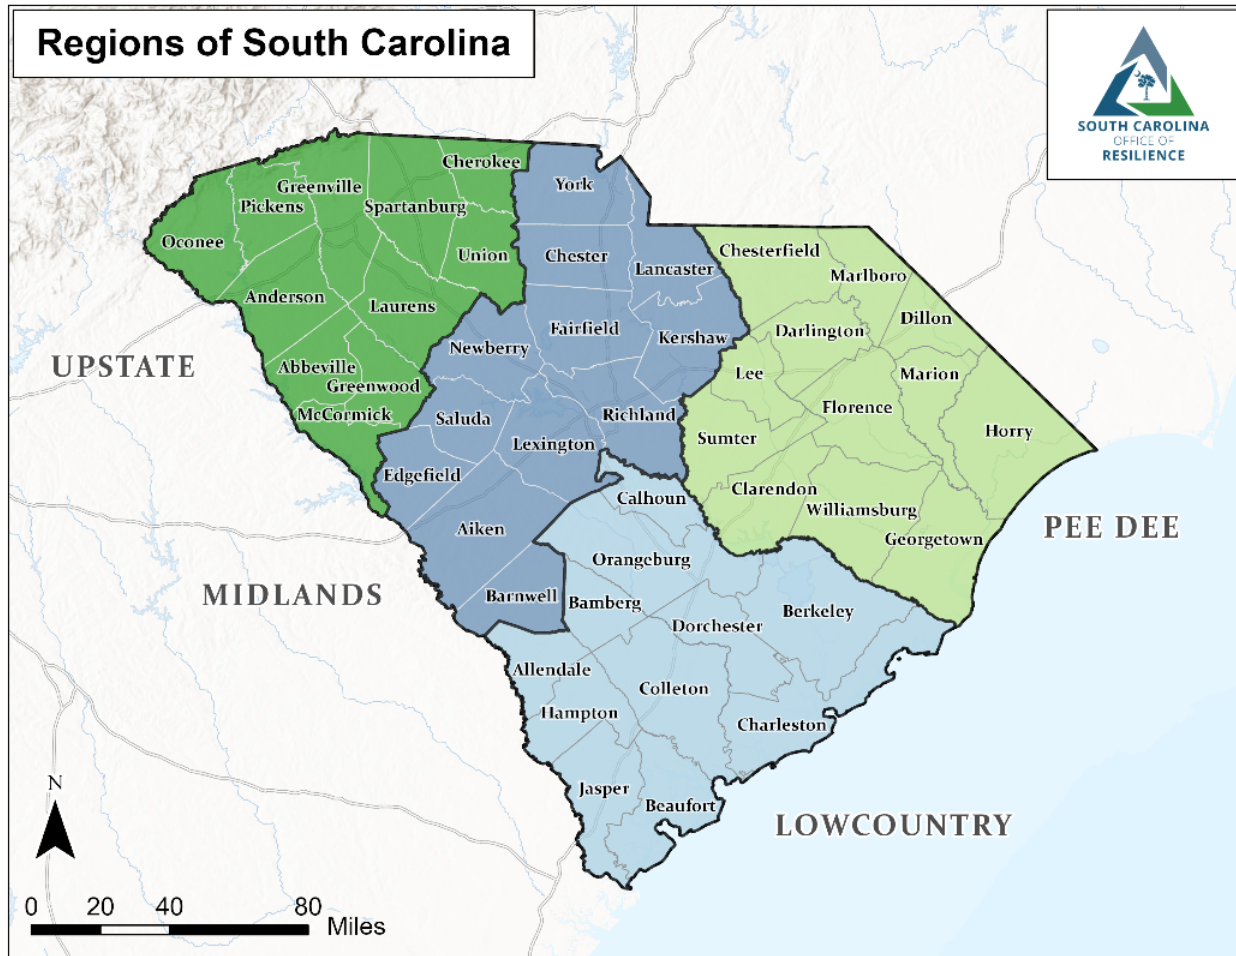 Regions of South Carolina
SOUTH CAROLINA
OFFICE OF
RESILIENCE
Cherokee
York
Greenville
Pickens
Spartanburg
Oconee
Union
Chester
Lancaster
Chesterfield
Marlboro
Anderson
Laurens
Dillon
Fairfield
Kershaw
Darlington
Newberry
UPSTATE
Abbeville
Greenwood
Lee
Marion
McCormick
Saluda
Richland
Florence
Lexington
Sumter
Horry
Edgefield
Calhoun
Clarendon
Williamsburg
Aiken
PEE DEE
Georgetown
Orangeburg
MIDLANDS
Barnwell
Bamberg
Berkeley
Dorchester
Allendale
Colleton
Hampton
Charleston
Jasper
Beaufort
LOWCOUNTRY
N
0 20 40 80
Miles